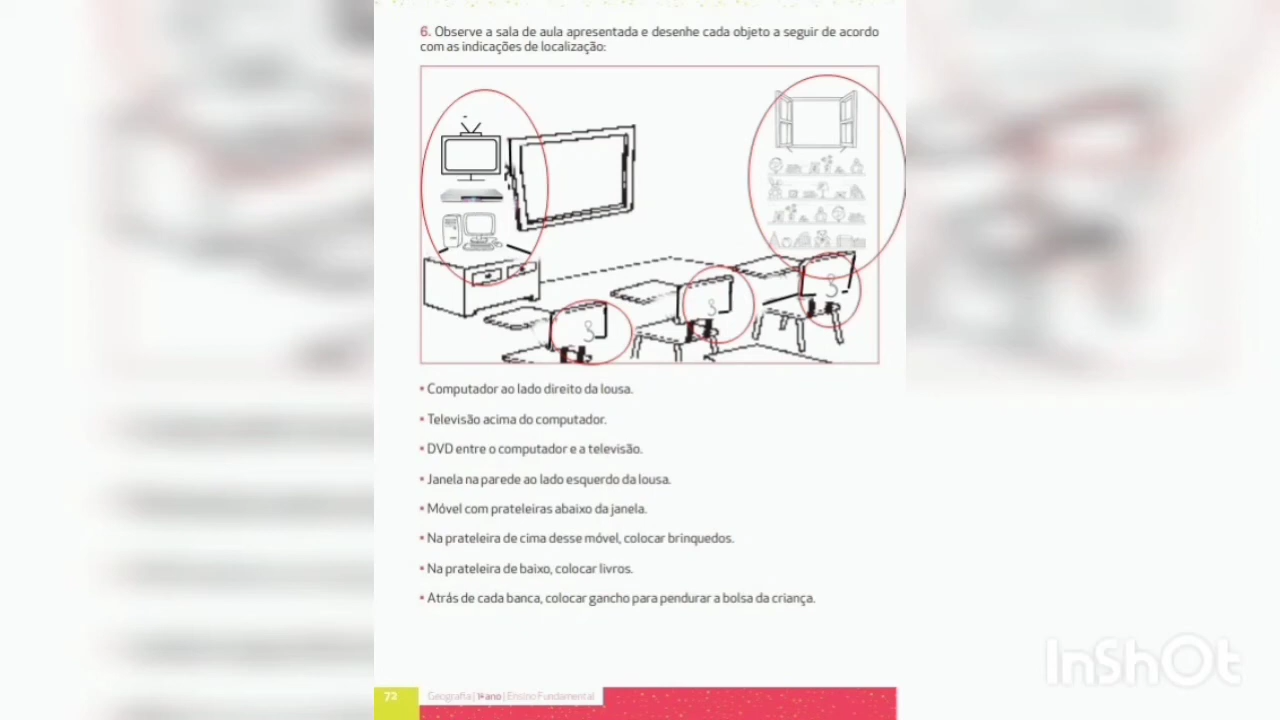 6. Observe a sala de aula apresentada e desenhe cada objeto a seguir de acordo
com as indicações de localização:
• Computador ao lado direito da lousa.
• Televisão acima do computador.
• DVD entre o computador e a televisão.
• Janela na parede ao lado esquerdo da lousa.
• Móvel com prateleiras abaixo da janela.
• Na prateleira de cima desse móvel, colocar brinquedos.
• Na prateleira de baixo, colocar livros.
• Atrás de cada banca, colocar gancho para pendurar a bolsa da criança.
72 Geografia | 1º ano | Ensino Fundamental
InShOt